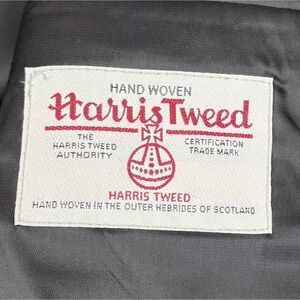 HAND WOVEN
Harris Tweed
THE
HARRIS TWEED
AUTHORITY
CERTIFICATION
TRADE MARK
HARRIS TWEED
HAND WOVEN IN THE OUTER HEBRIDES OF SCOTLAND